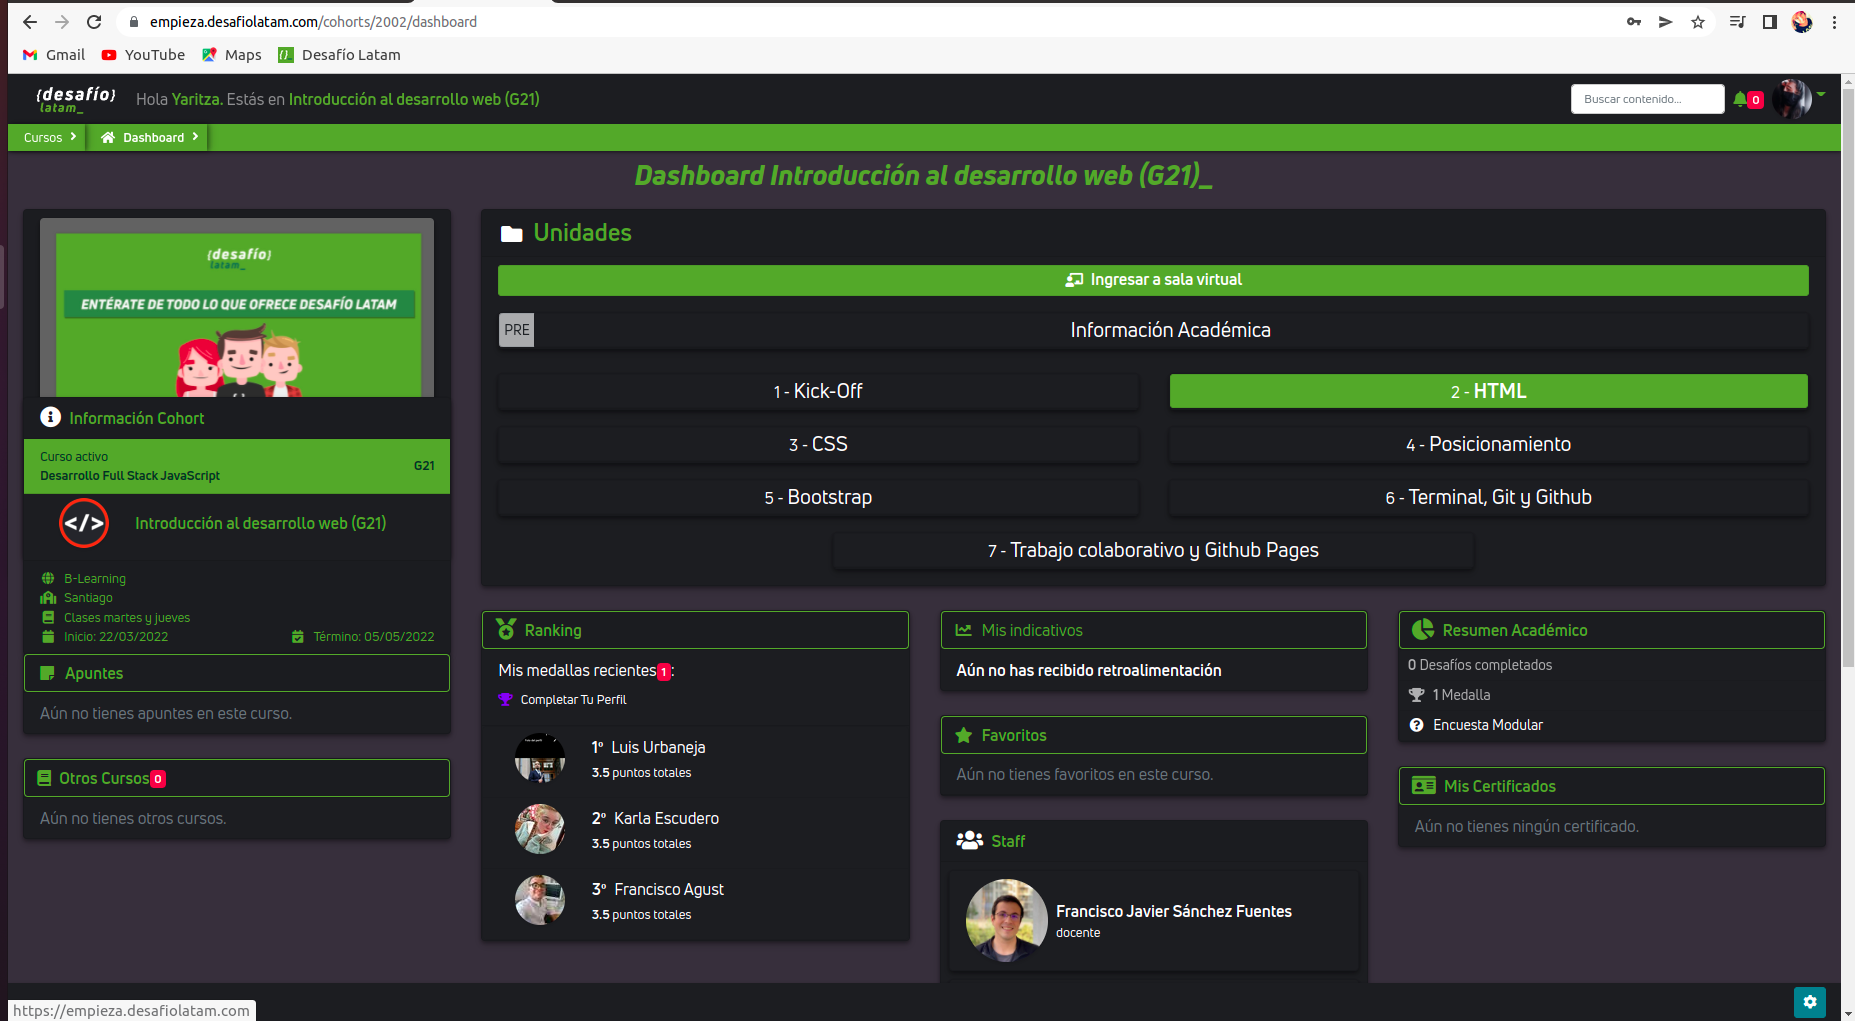 empieza.desafiolatam.com/cohorts/2002/dashboard
Gmail YouTube Maps Desafío Latam
{desafío}
latam_
Hola Yaritza. Estás en Introducción al desarrollo web (G21)
Buscar contenido...
0
Cursos Dashboard
Dashboard Introducción al desarrollo web (G21)_
{desafío}
latam_
ENTÉRATE DE TODO LO QUE OFRECE DESAFÍO LATAM
Información Cohort
Curso activo
Desarrollo Full Stack JavaScript
G21
</>
Introducción al desarrollo web (G21)
B-Learning
Santiago
Clases martes y jueves
Inicio: 22/03/2022 Término: 05/05/2022
Apuntes
Aún no tienes apuntes en este curso.
Otros Cursos 0
Aún no tienes otros cursos.
Unidades
Ingresar a sala virtual
PRE Información Académica
1 - Kick-Off
2 - HTML
3 - CSS
4 - Posicionamiento
5 - Bootstrap
6 - Terminal, Git y Github
7 - Trabajo colaborativo y Github Pages
Ranking
Mis medallas recientes 1 :
Completar Tu Perfil
1º Luis Urbaneja
3.5 puntos totales
2º Karla Escudero
3.5 puntos totales
3º Francisco Agust
3.5 puntos totales
Mis indicativos
Aún no has recibido retroalimentación
Favoritos
Aún no tienes favoritos en este curso.
Staff
Francisco Javier Sánchez Fuentes
docente
Resumen Académico
0 Desafíos completados
1 Medalla
Encuesta Modular
Mis Certificados
Aún no tienes ningún certificado.
https://empieza.desafiolatam.com